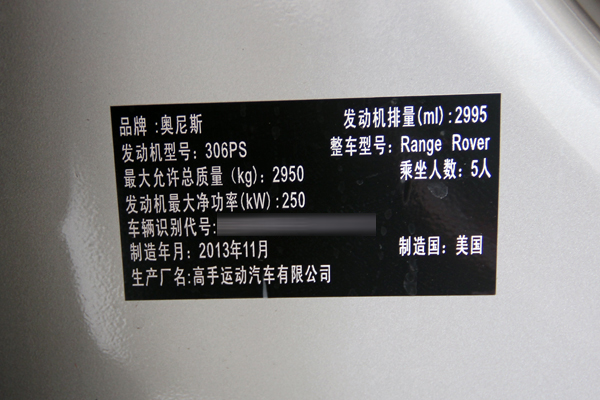 品牌 :奥尼斯 发动机排量(ml):2995
发动机型号: 306PS 整车型号: Range Rover
最大允许总质量 (kg): 2950 乘坐人数: 5人
发动机最大净功率(kW):250
车辆识别代号:
制造年月: 2013年11月 制造国: 美国
生产厂名:高手运动汽车有限公司